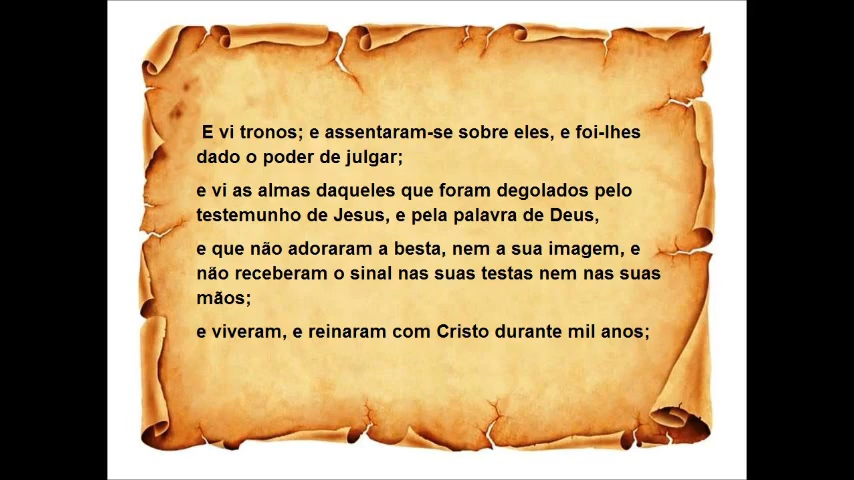 E vi tronos; e assentaram-se sobre eles, e foi-lhes
dado o poder de julgar;
e vi as almas daqueles que foram degolados pelo
testemunho de Jesus, e pela palavra de Deus,
e que não adoraram a besta, nem a sua imagem, e
não receberam o sinal nas suas testas nem nas suas
mãos;
e viveram, e reinaram com Cristo durante mil anos;